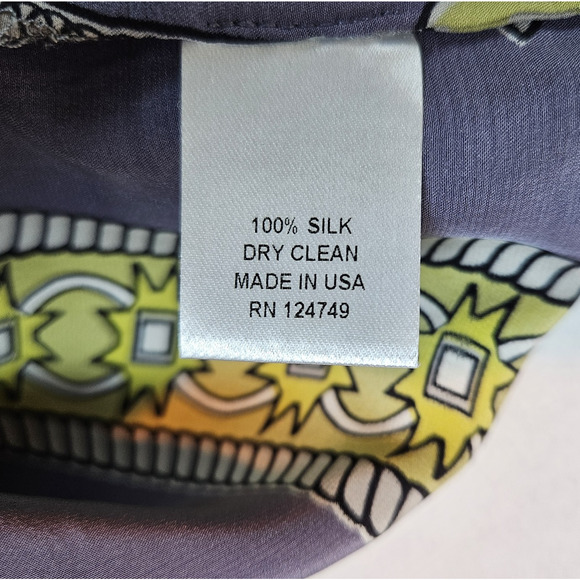 100% SILK
DRY CLEAN
MADE IN USA
RN 124749